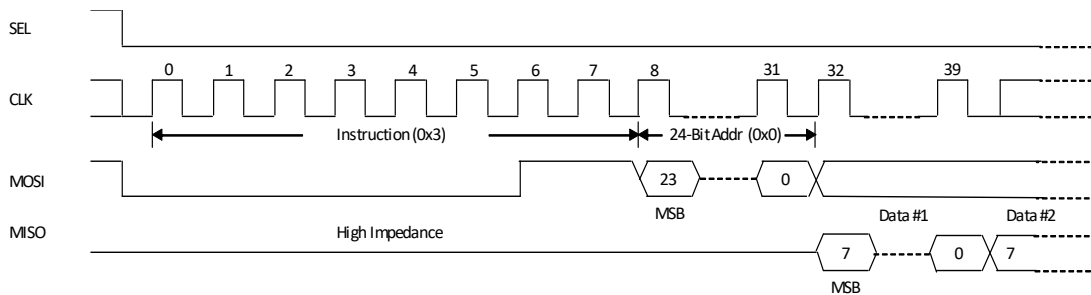 SEL
0 1 2 3 4 5 6 7 8 31 32 39
CLK
Instruction (0x3) 24-Bit Addr (0x0)
MOSI 23 0
MSB Data #1 Data #2
MISO High Impedance
7 0 7
MSB